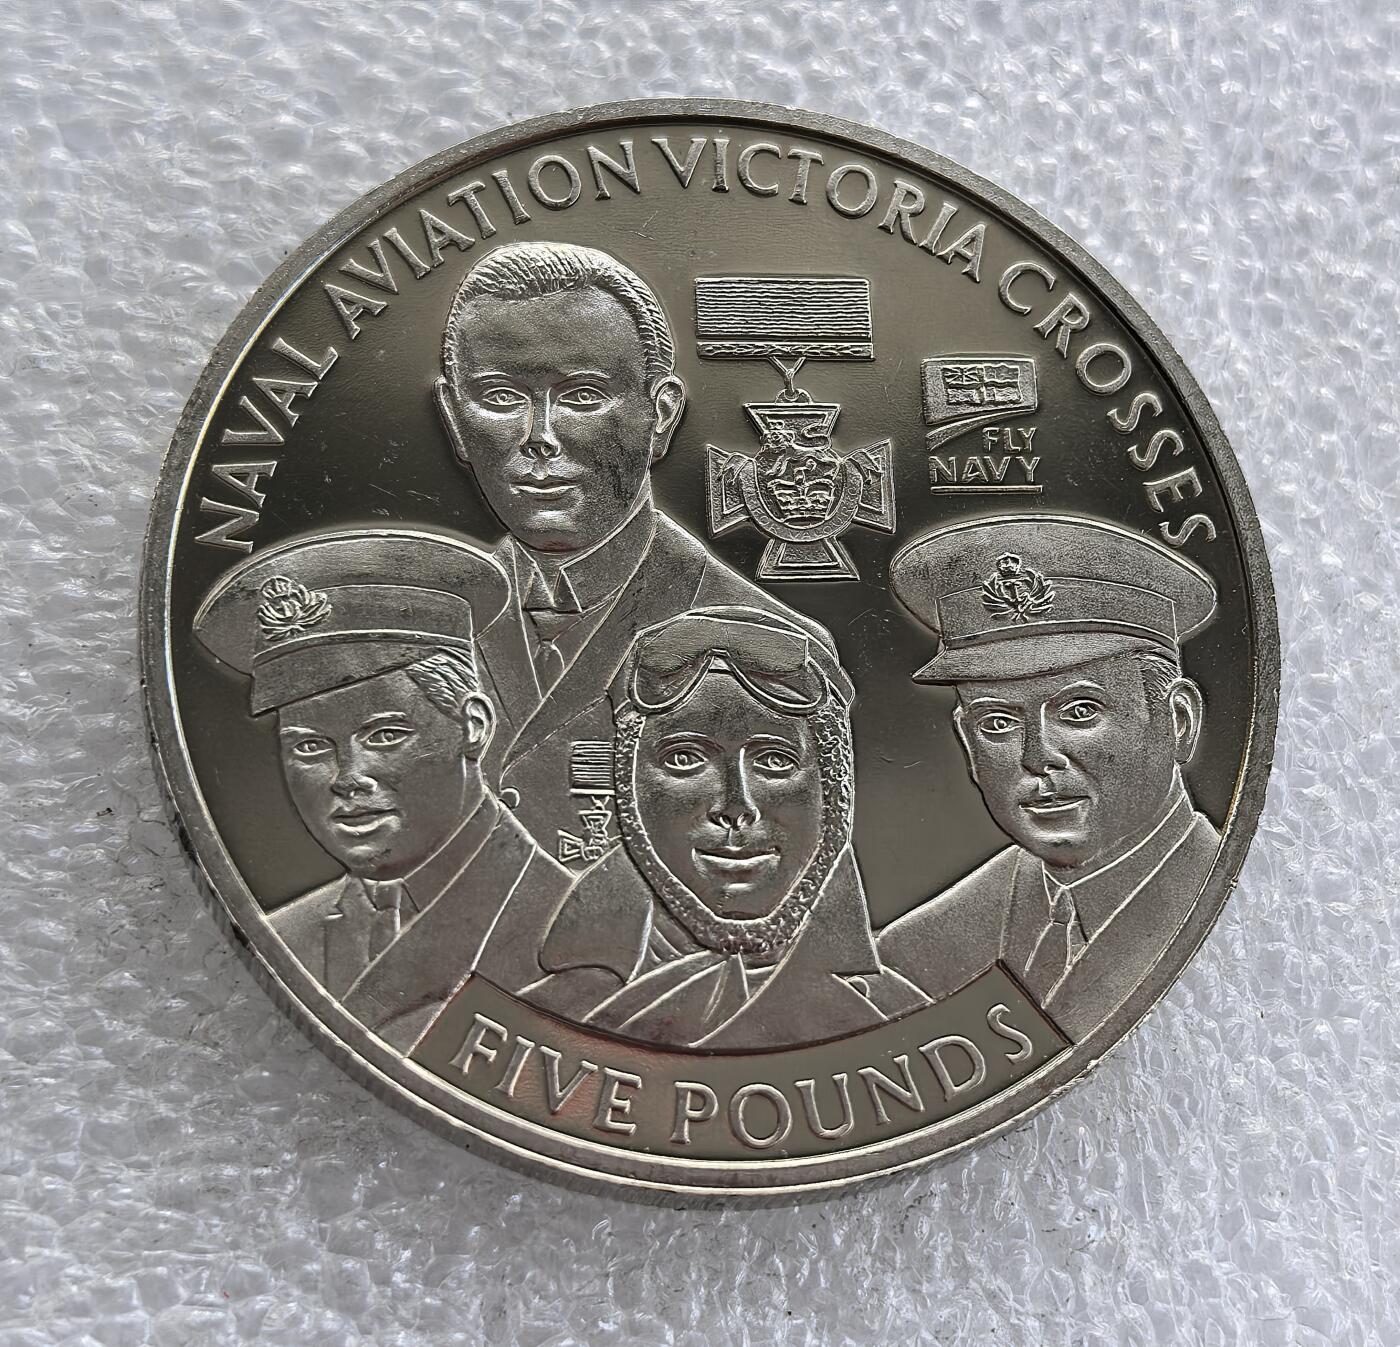 NAVAL AVIATION VICTORIA CROSSES
FLY
NAVY
FIVE POUNDS